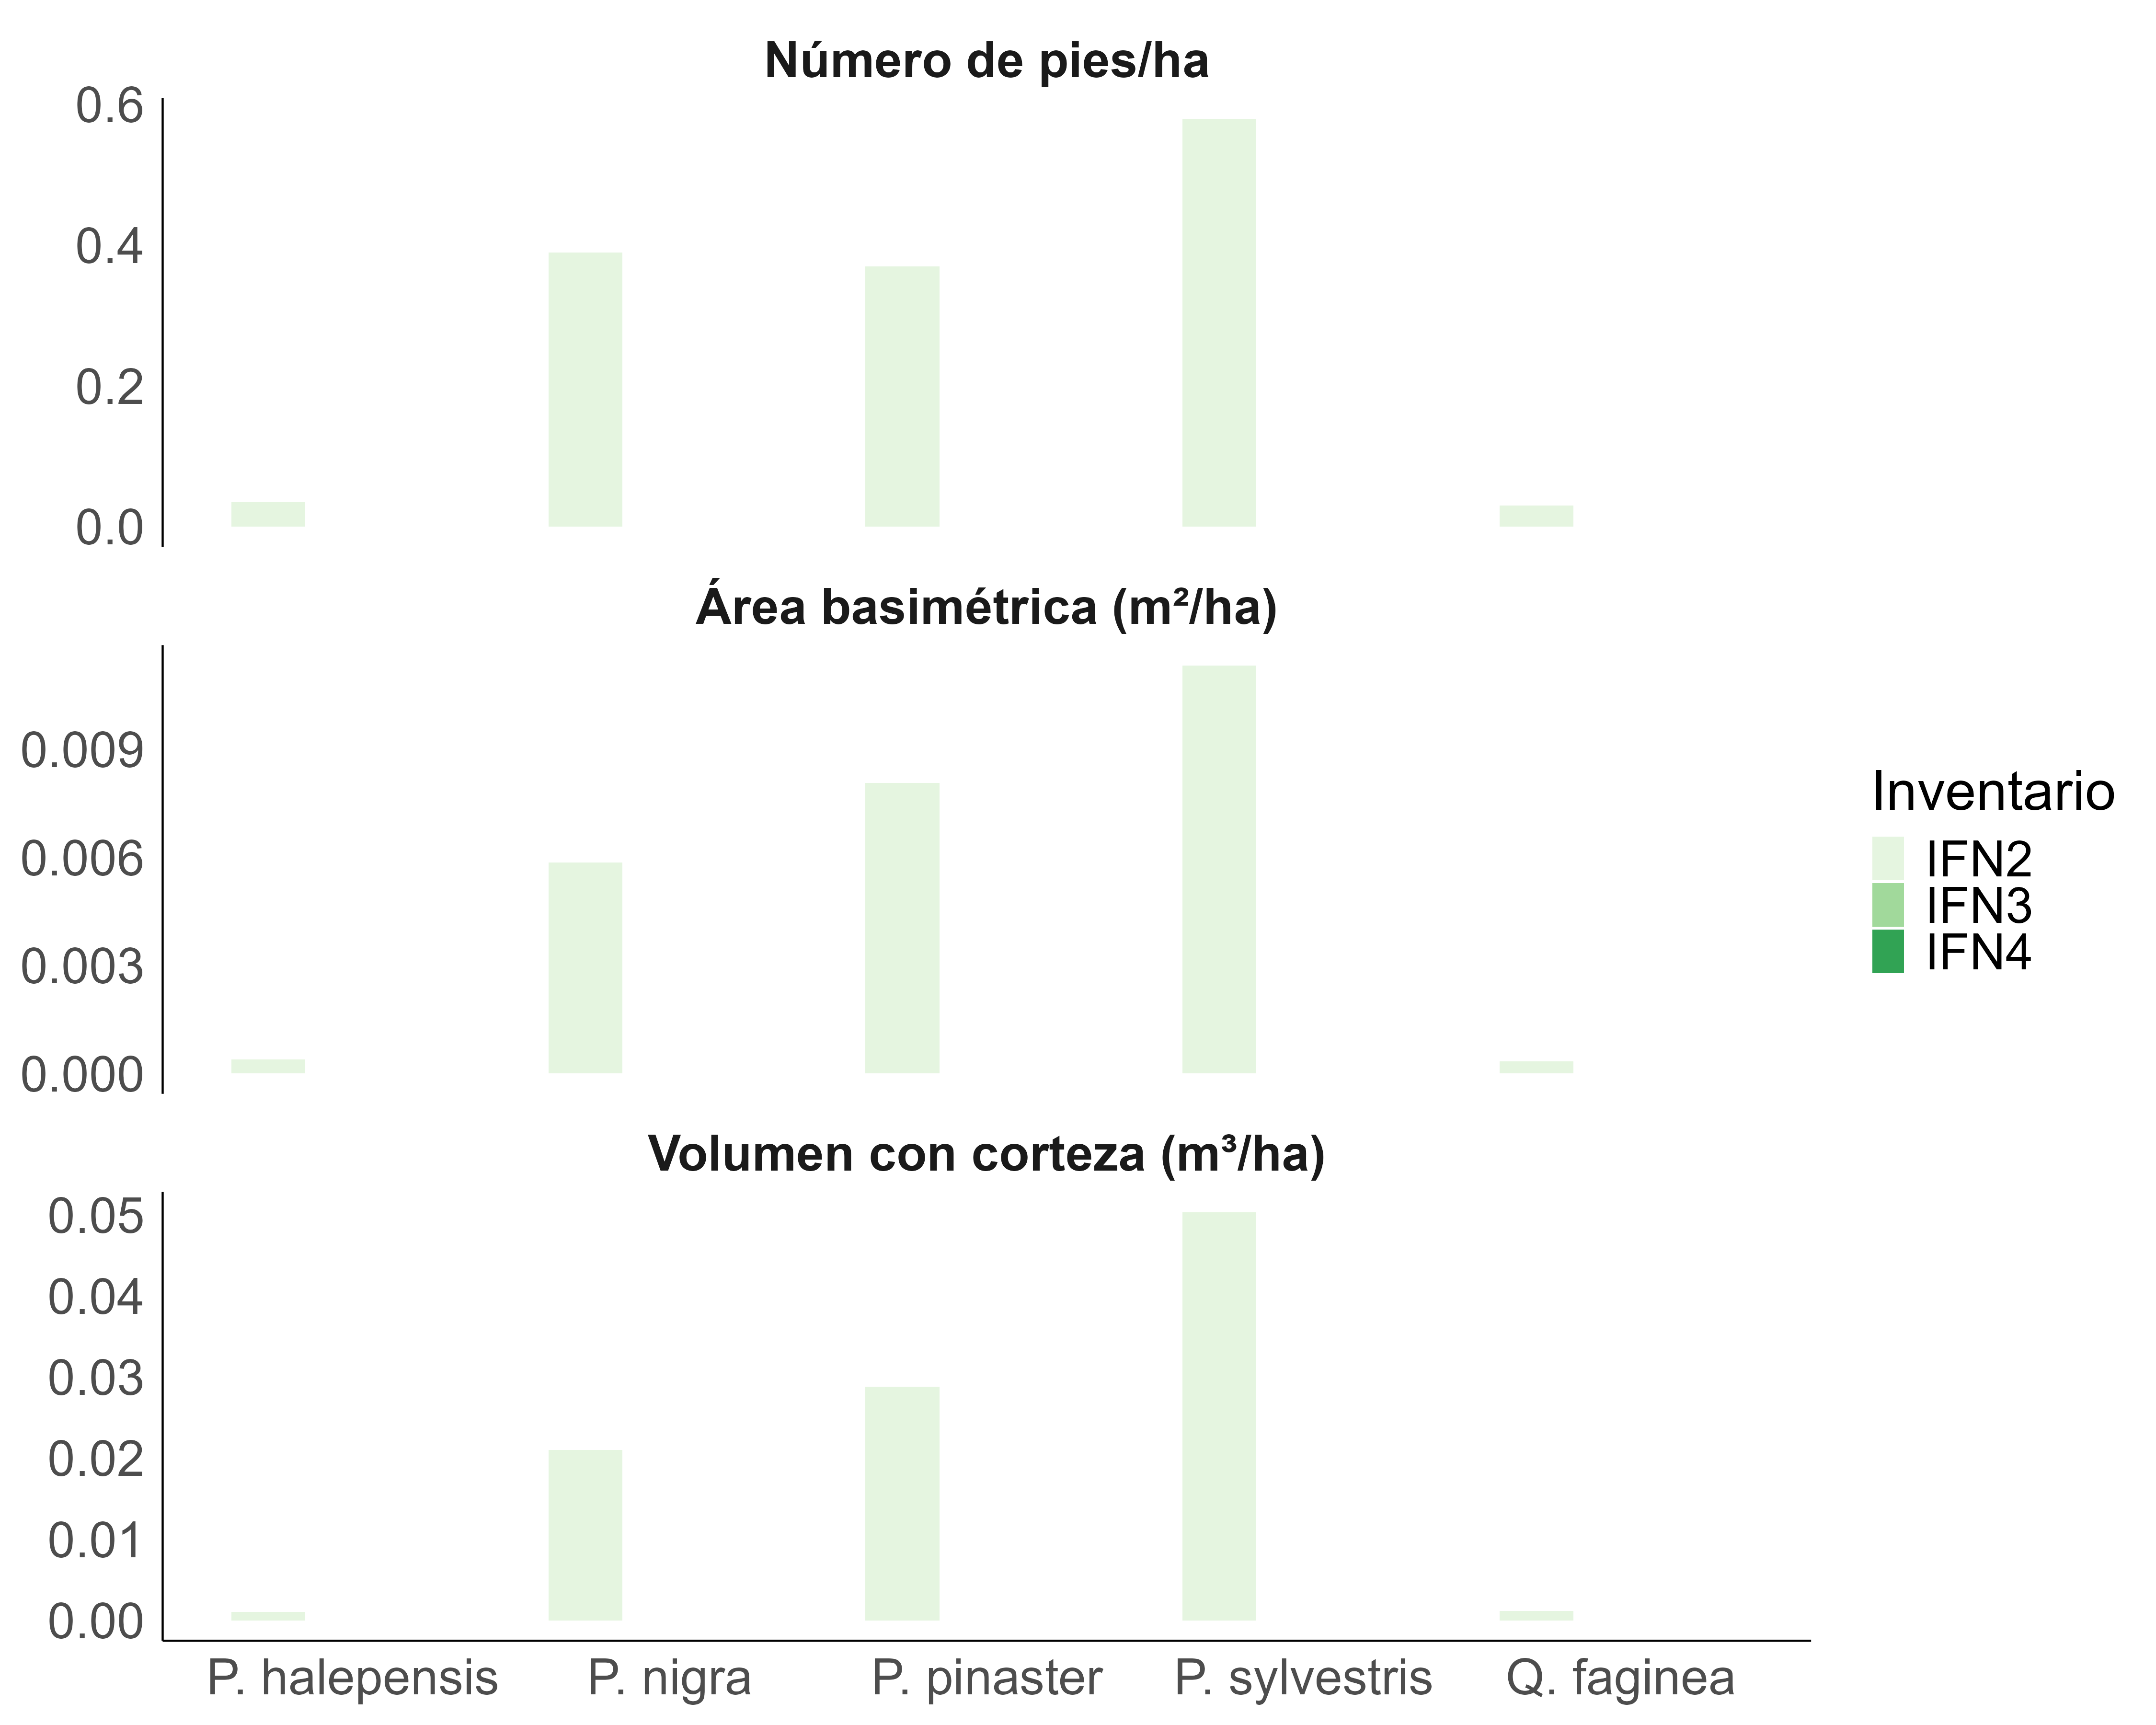 Número de pies/ha
0.6
0.4
0.2
0.0
Área basimétrica (m²/ha)
0.009
0.006
0.003
0.000
Volumen con corteza (m³/ha)
0.05
0.04
0.03
0.02
0.01
0.00
P. halepensis P. nigra P. pinaster P. sylvestris Q. faginea
Inventario
IFN2
IFN3
IFN4